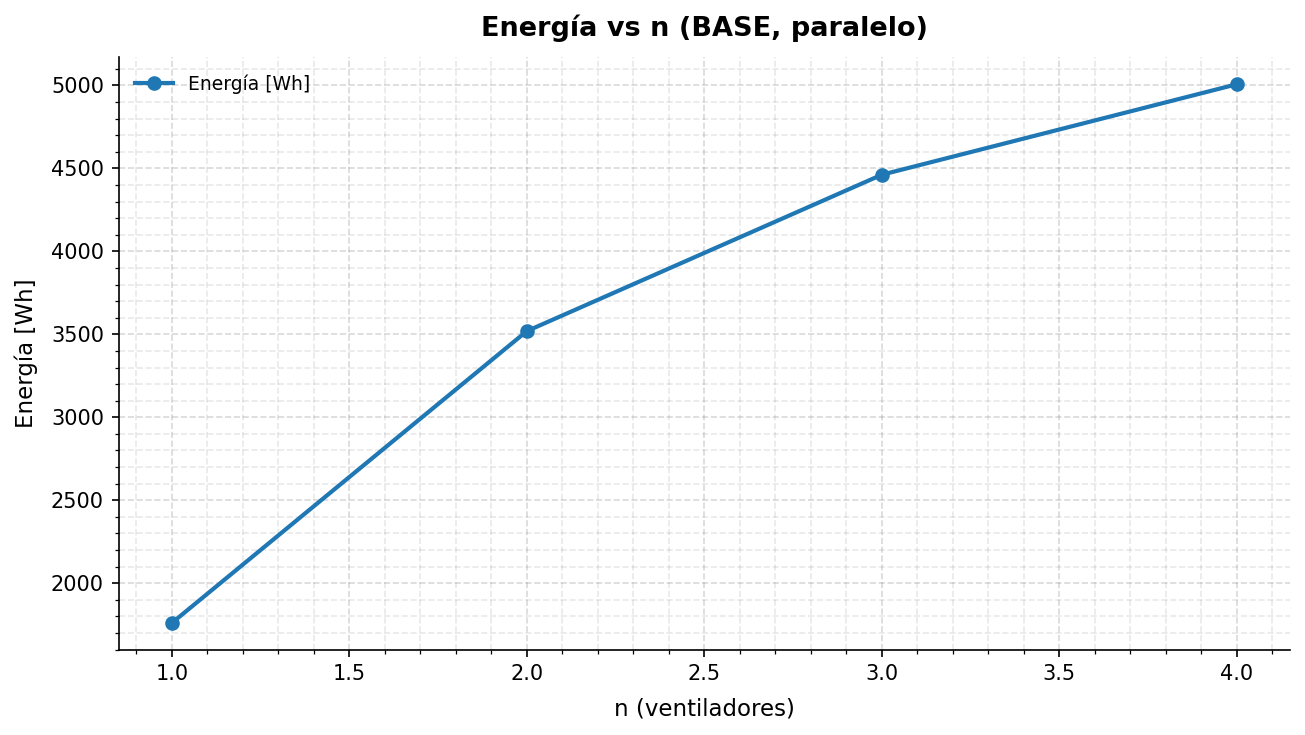 Energía vs n (BASE, paralelo)
Energía [Wh]
5000
4500
4000
3500
3000
2500
2000
Energía [Wh]
1.0 1.5 2.0 2.5 3.0 3.5 4.0
n (ventiladores)